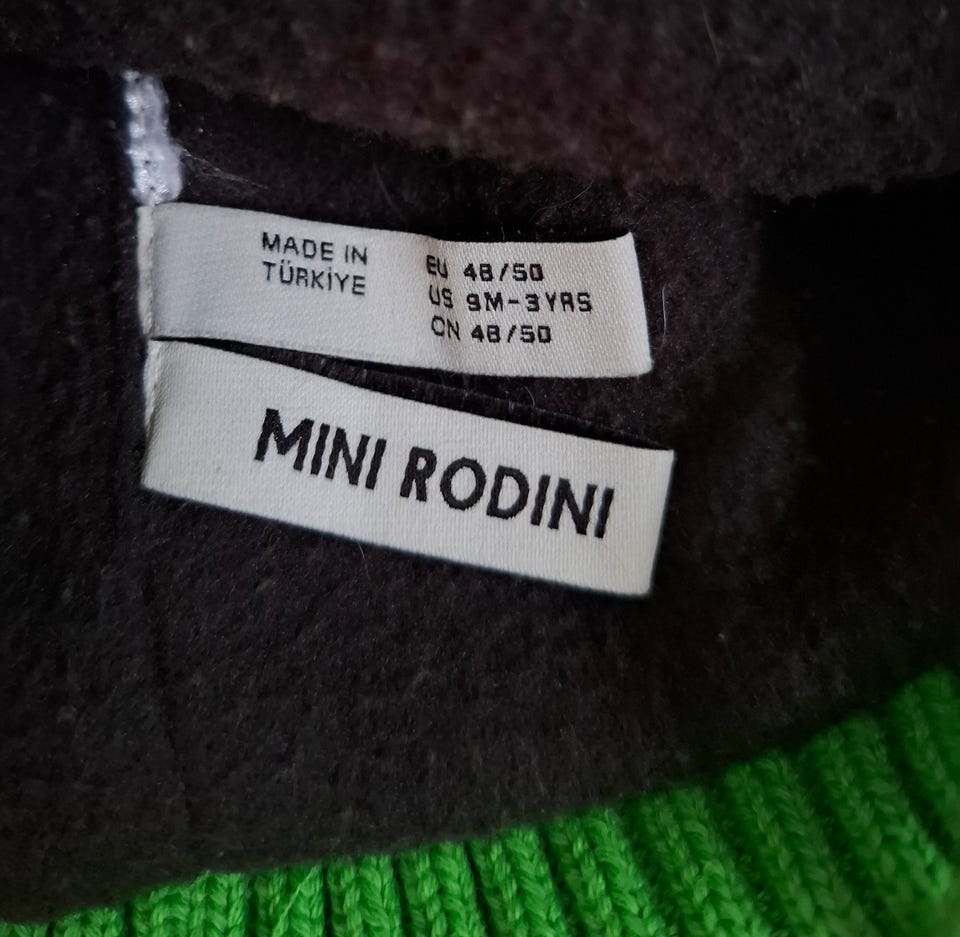 MADE IN
TÜRKİYE
EU 48/50
US 9M-3YRS
CN 48/50
MINI RODINI